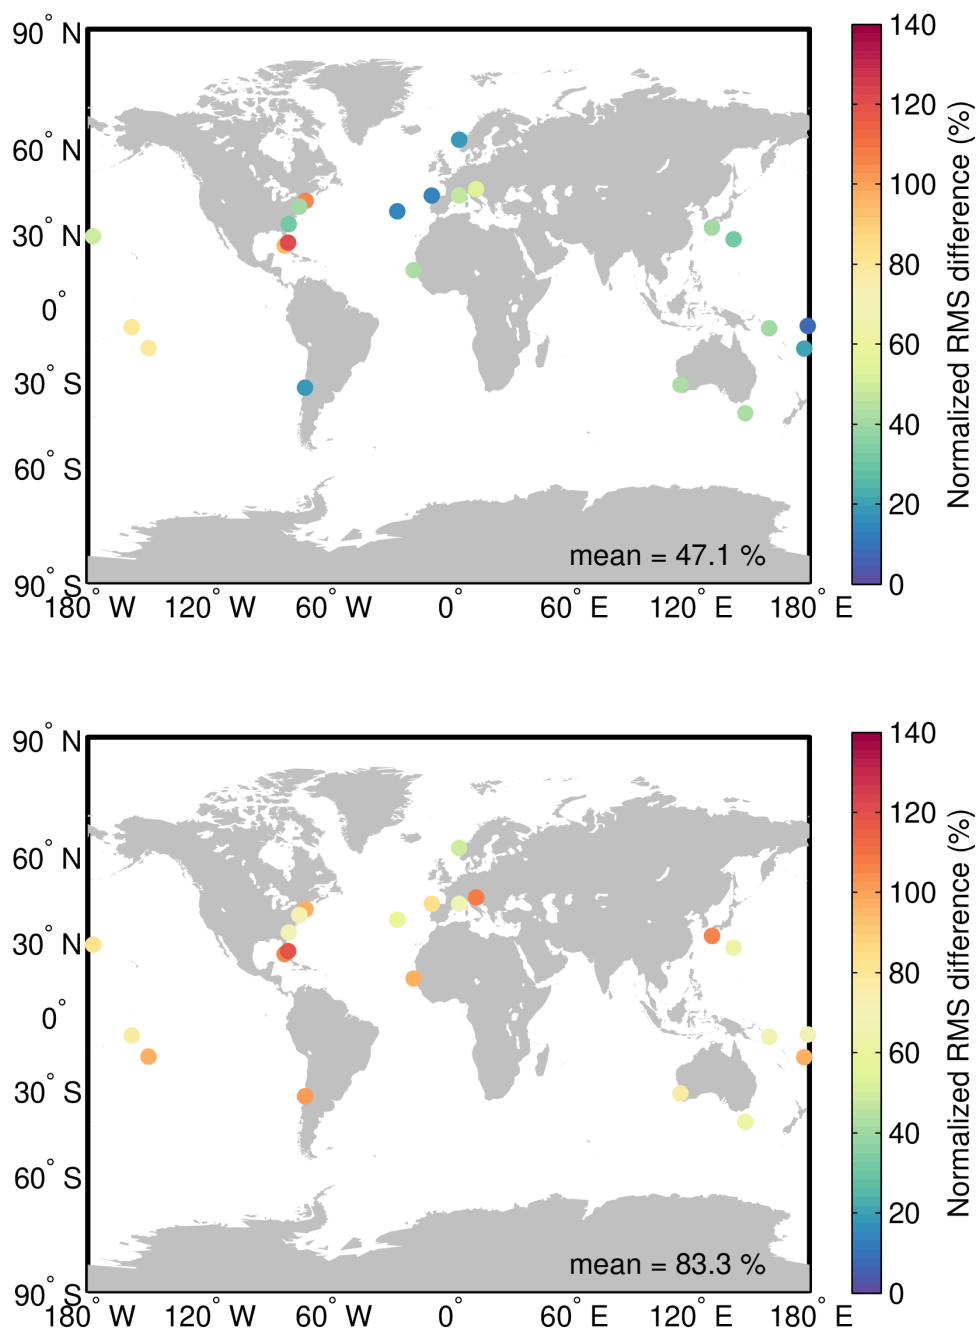 90° N
60° N
30° N
0°
30° S
60° S
90° S
180° W 120° W 60° W 0° 60° E 120° E 180° E
mean = 47.1 %
140
120
100
80
60
40
20
0
Normalized RMS difference (%)
90° N
60° N
30° N
0°
30° S
60° S
90° S
180° W 120° W 60° W 0° 60° E 120° E 180° E
mean = 83.3 %
140
120
100
80
60
40
20
0
Normalized RMS difference (%)